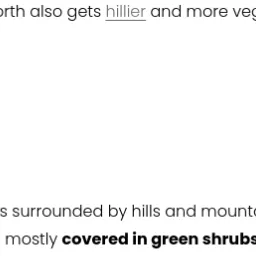 orth also gets hillier and more veg
s surrounded by hills and mounta
mostly covered in green shrubs